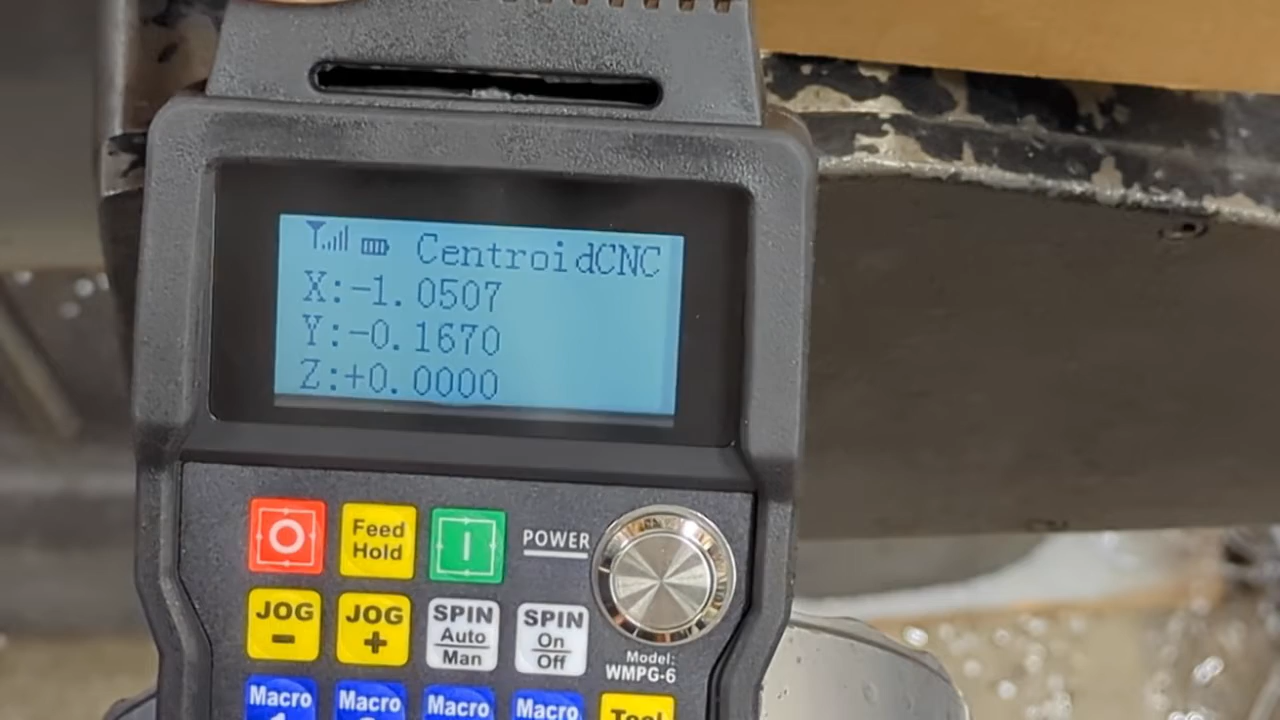 CentroidCNC
X:-1.0507
Y:-0.1670
Z:+0.0000
Feed
Hold
POWER
JOG
-
JOG
+
SPIN
Auto
Man
SPIN
On
Off
Model:
WMPG-6
Macro
Macro
Macro
Macro
Tool